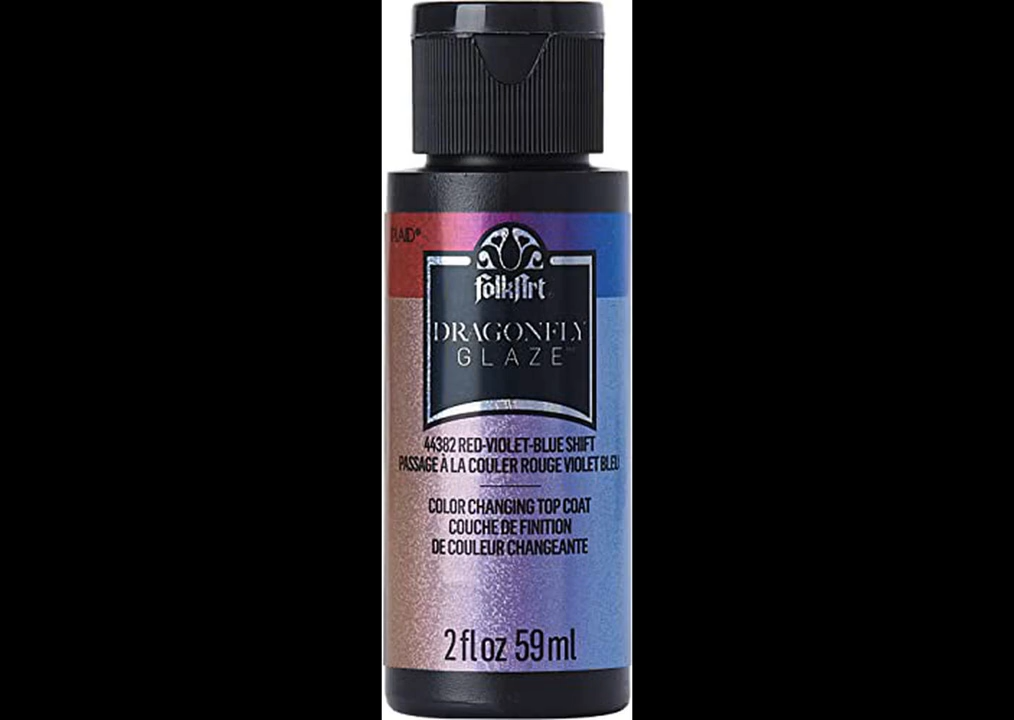 PLAID®
folkArt
DRAGONFLY
GLAZE™
44382 RED-VIOLET-BLUE SHIFT
PASSAGE À LA COULER ROUGE VIOLET BLEU
COLOR CHANGING TOP COAT
COUCHE DE FINITION
DE COULEUR CHANGEANTE
2 fl oz 59 ml